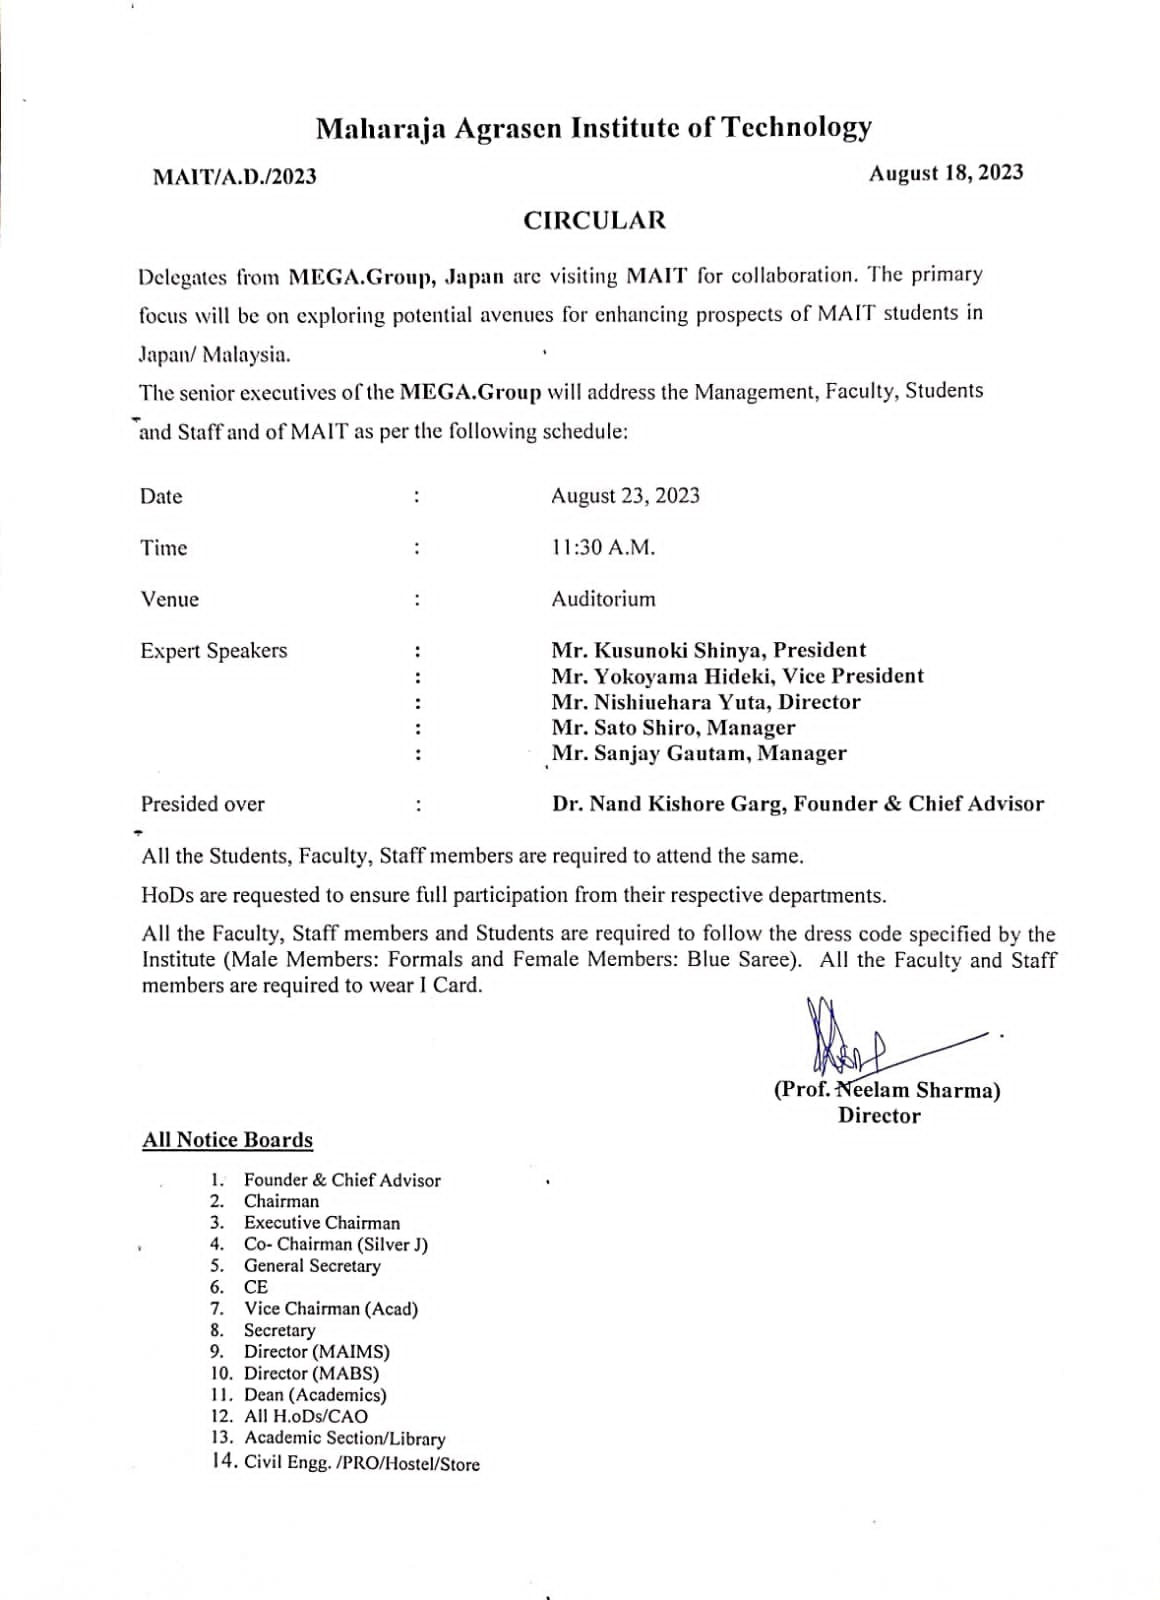 Maharaja Agrasen Institute of Technology
MAIT/A.D./2023 August 18, 2023
CIRCULAR
Delegates from MEGA.Group, Japan are visiting MAIT for collaboration. The primary
focus will be on exploring potential avenues for enhancing prospects of MAIT students in
Japan/ Malaysia.
The senior executives of the MEGA.Group will address the Management, Faculty, Students
and Staff and of MAIT as per the following schedule:
Date : August 23, 2023
Time : 11:30 A.M.
Venue : Auditorium
Expert Speakers : Mr. Kusunoki Shinya, President
: Mr. Yokoyama Hideki, Vice President
: Mr. Nishiuehara Yuta, Director
: Mr. Sato Shiro, Manager
: Mr. Sanjay Gautam, Manager
Presided over : Dr. Nand Kishore Garg, Founder & Chief Advisor
All the Students, Faculty, Staff members are required to attend the same.
HoDs are requested to ensure full participation from their respective departments.
All the Faculty, Staff members and Students are required to follow the dress code specified by the
Institute (Male Members: Formals and Female Members: Blue Saree). All the Faculty and Staff
members are required to wear I Card.
(Prof. Neelam Sharma)
Director
All Notice Boards
1. Founder & Chief Advisor
2. Chairman
3. Executive Chairman
4. Co- Chairman (Silver J)
5. General Secretary
6. CE
7. Vice Chairman (Acad)
8. Secretary
9. Director (MAIMS)
10. Director (MABS)
11. Dean (Academics)
12. All H.oDs/CAO
13. Academic Section/Library
14. Civil Engg. /PRO/Hostel/Store